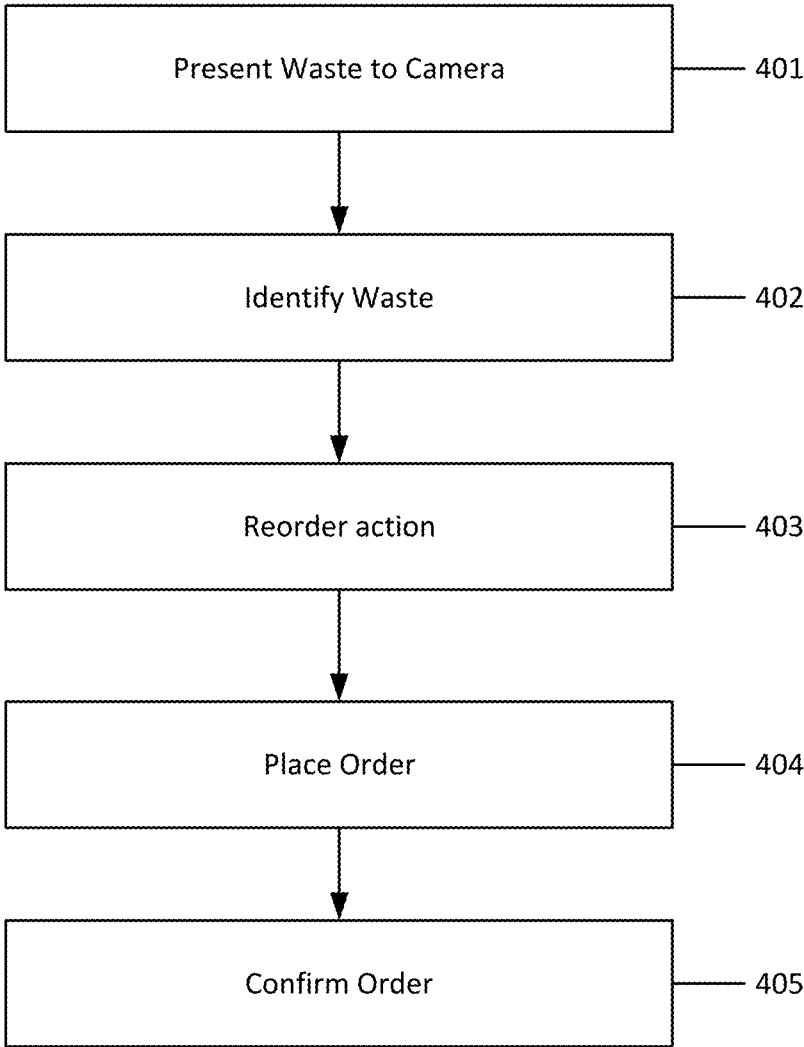 Present Waste to Camera 401
Identify Waste 402
Reorder action 403
Place Order 404
Confirm Order 405